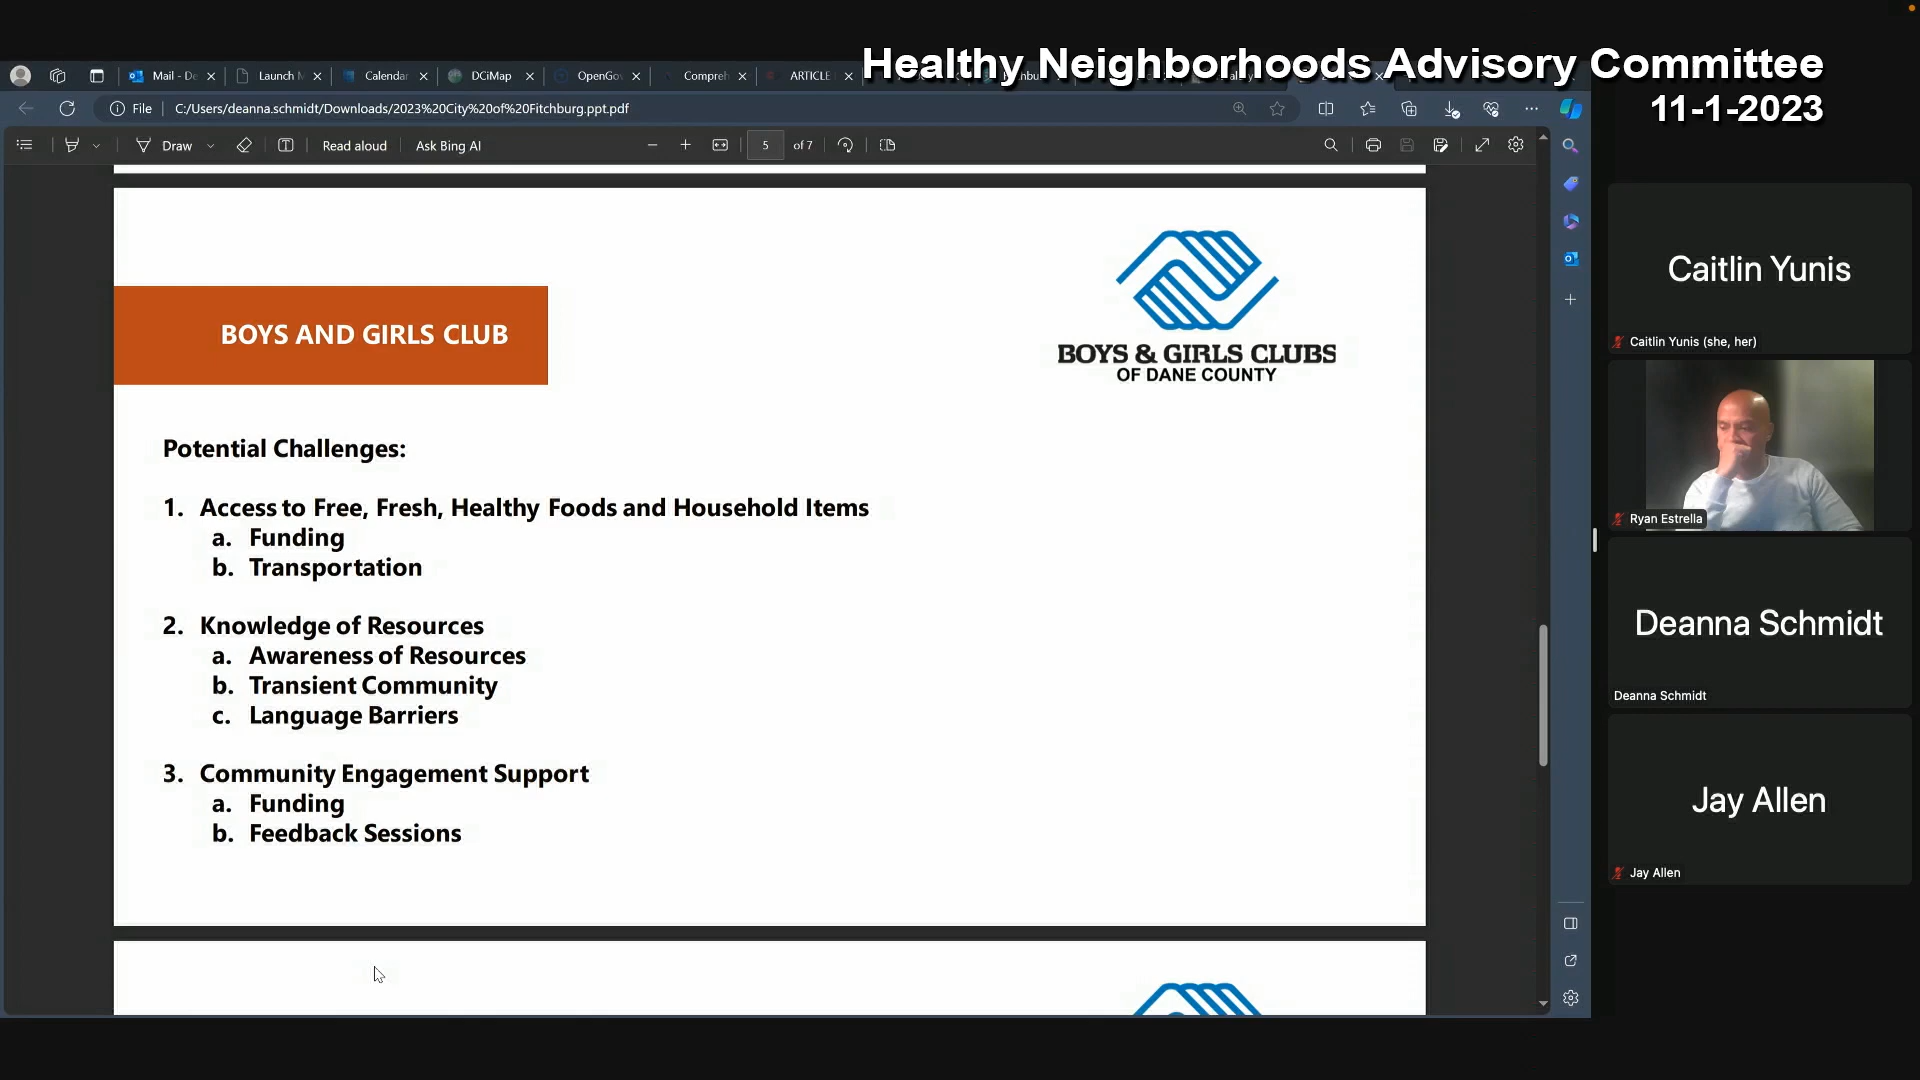 Healthy Neighborhoods Advisory Committee
11-1-2023
Mail - De
Launch M
Calendar
DCiMap
OpenGov
Compreh
ARTICLE
File
C:/Users/deanna.schmidt/Downloads/2023%20City%20of%20Fitchburg.ppt.pdf
Draw
Read aloud
Ask Bing AI
5
of 7
BOYS AND GIRLS CLUB
BOYS & GIRLS CLUBS
OF DANE COUNTY
Potential Challenges:
1. Access to Free, Fresh, Healthy Foods and Household Items
a. Funding
b. Transportation
2. Knowledge of Resources
a. Awareness of Resources
b. Transient Community
c. Language Barriers
3. Community Engagement Support
a. Funding
b. Feedback Sessions
Caitlin Yunis
Caitlin Yunis (she, her)
Ryan Estrella
Deanna Schmidt
Deanna Schmidt
Jay Allen
Jay Allen